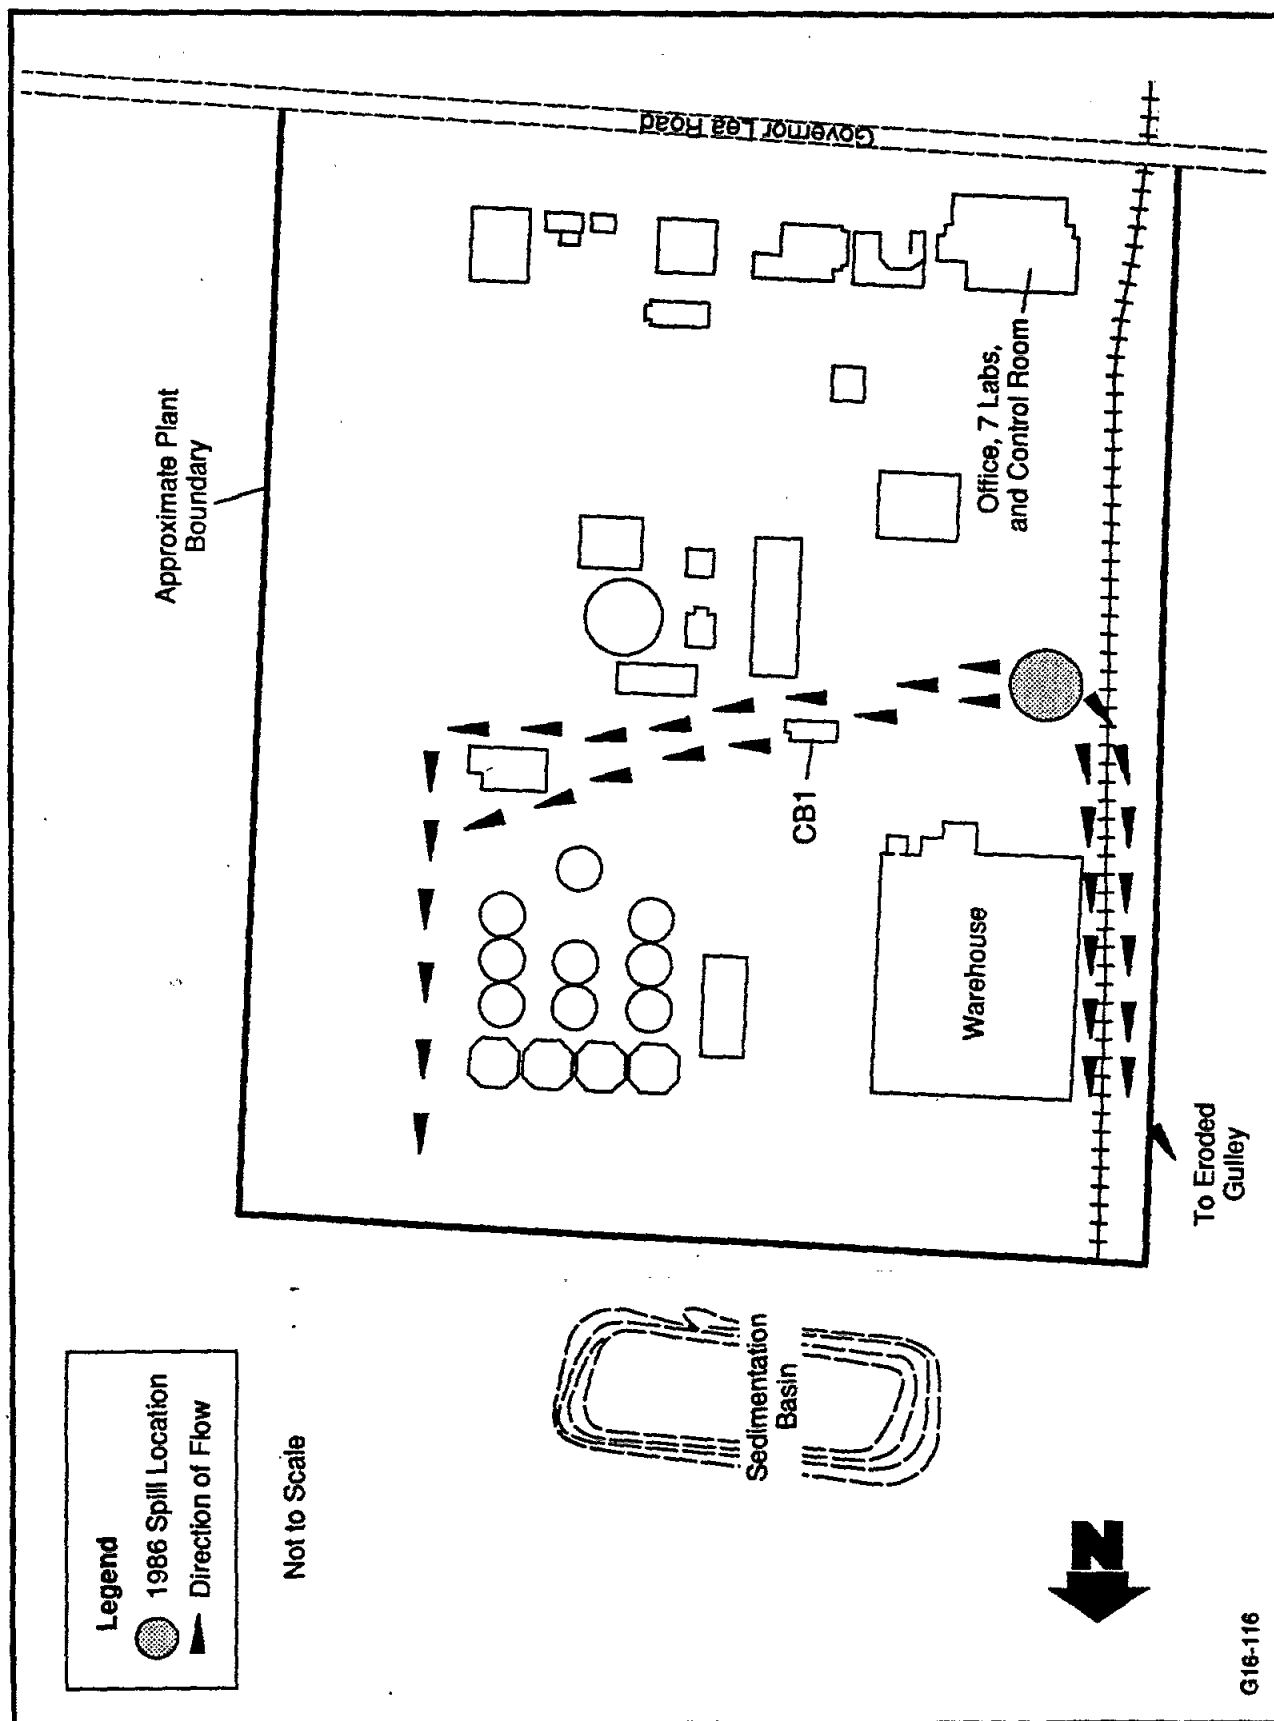 Governor Lea Road
Approximate Plant
Boundary
Office, 7 Labs,
and Control Room
CB1
Warehouse
To Eroded
Gulley
Sedimentation
Basin
Legend
1986 Spill Location
Direction of Flow
Not to Scale
N
G16-116